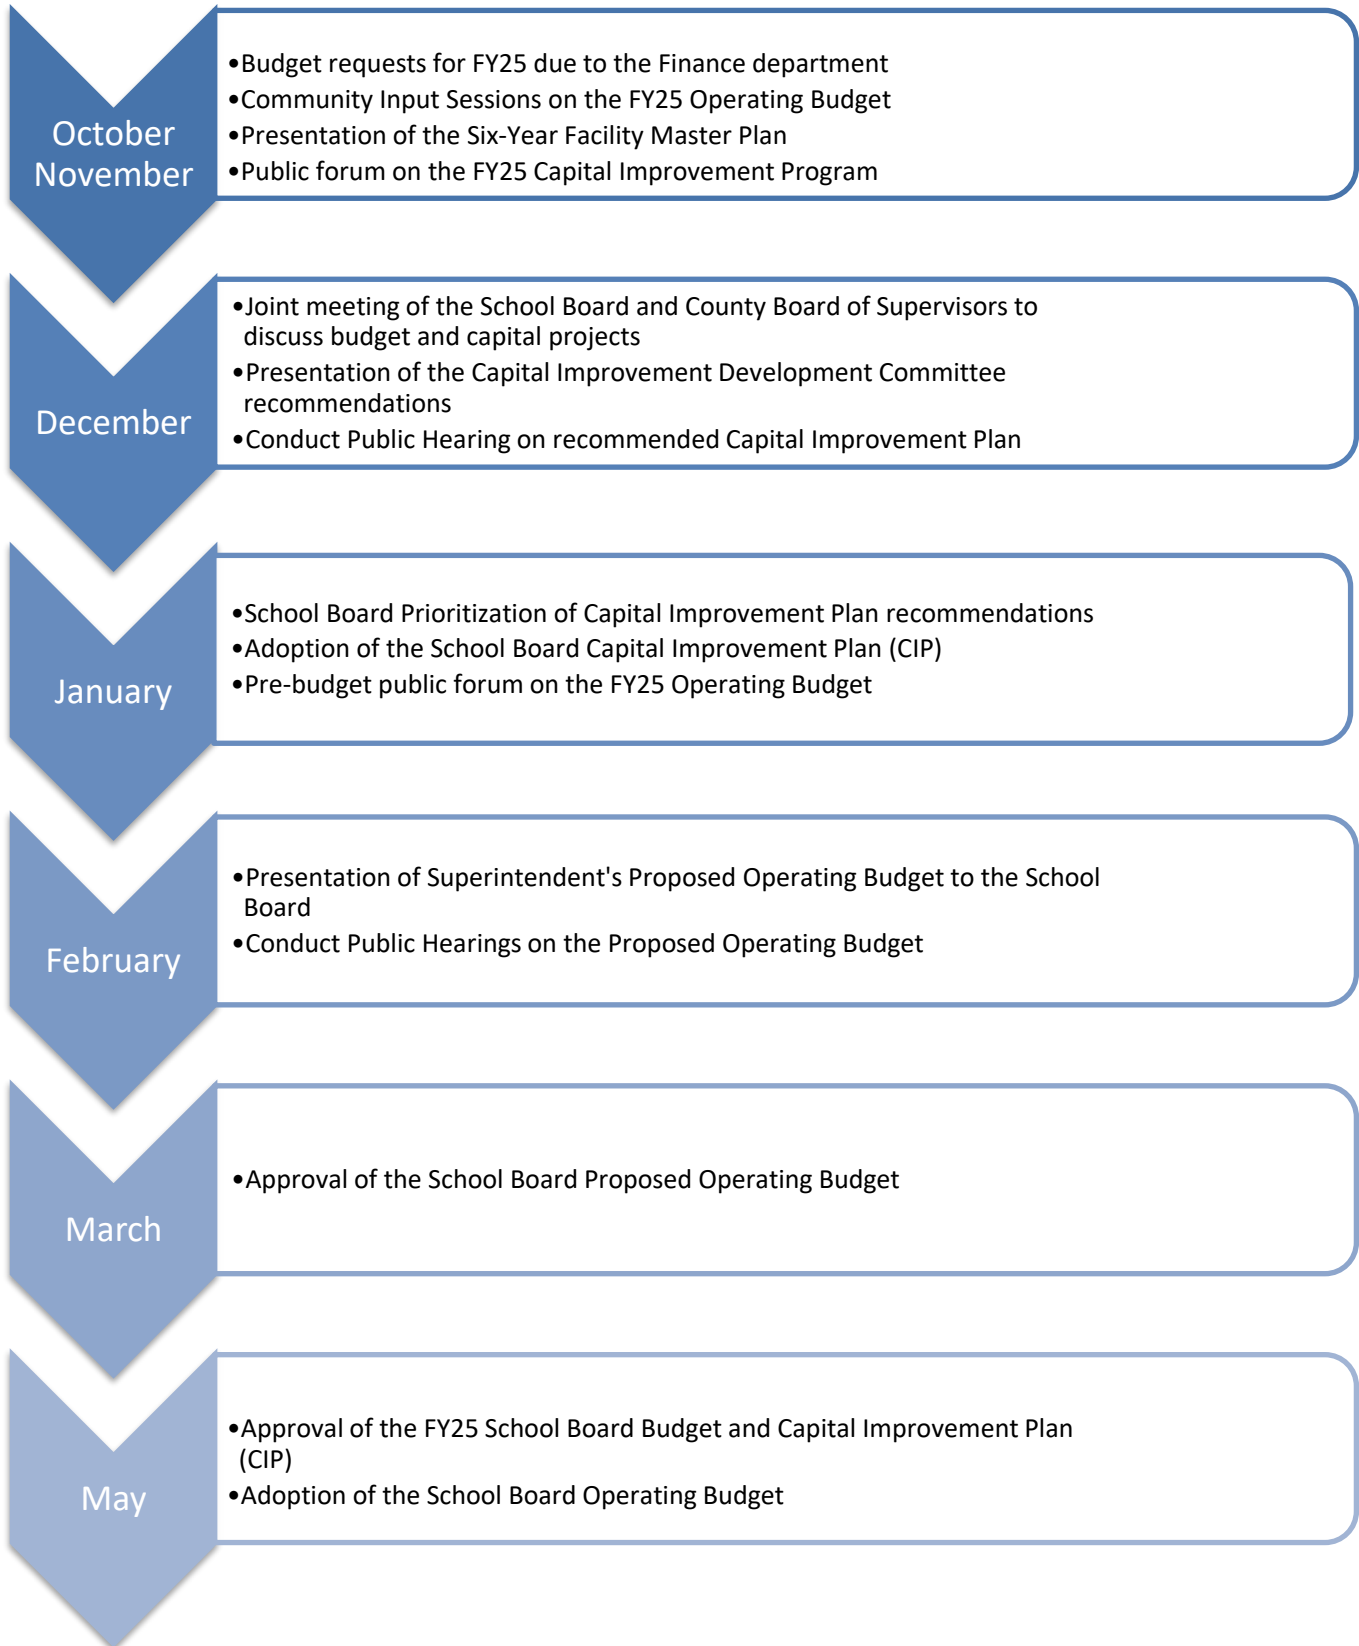 October
November
•Budget requests for FY25 due to the Finance department
•Community Input Sessions on the FY25 Operating Budget
•Presentation of the Six-Year Facility Master Plan
•Public forum on the FY25 Capital Improvement Program
December
•Joint meeting of the School Board and County Board of Supervisors to
discuss budget and capital projects
•Presentation of the Capital Improvement Development Committee
recommendations
•Conduct Public Hearing on recommended Capital Improvement Plan
January
•School Board Prioritization of Capital Improvement Plan recommendations
•Adoption of the School Board Capital Improvement Plan (CIP)
•Pre-budget public forum on the FY25 Operating Budget
February
•Presentation of Superintendent's Proposed Operating Budget to the School
Board
•Conduct Public Hearings on the Proposed Operating Budget
March
•Approval of the School Board Proposed Operating Budget
May
•Approval of the FY25 School Board Budget and Capital Improvement Plan
(CIP)
•Adoption of the School Board Operating Budget